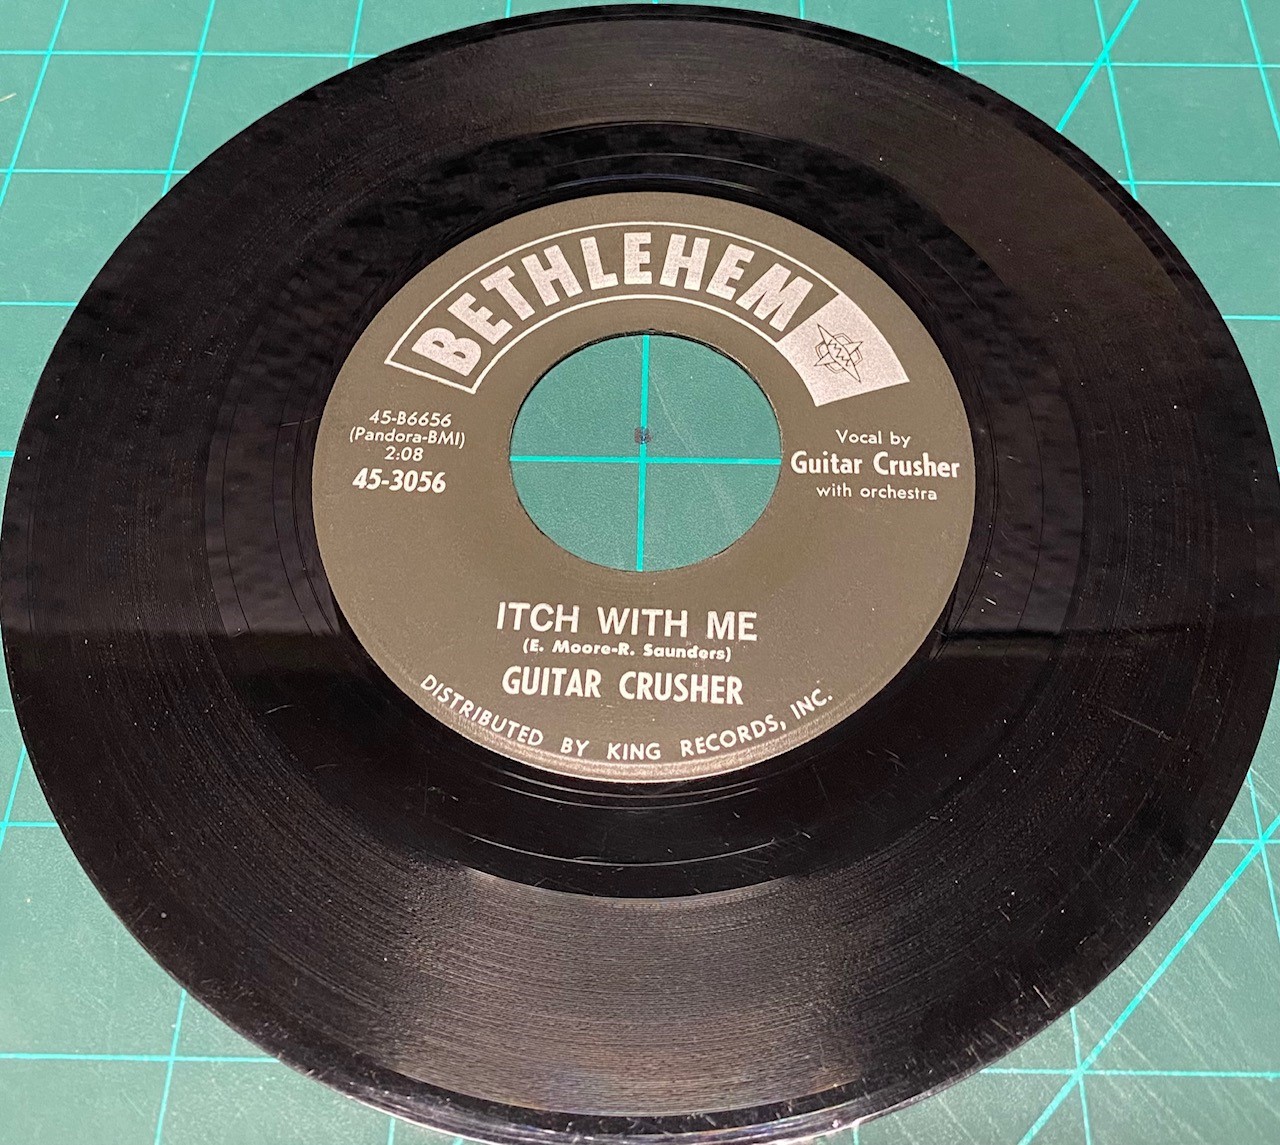 BETHLEHEM
45-B6656
(Pandora-BMI)
2:08
45-3056
Vocal by
Guitar Crusher
with orchestra
ITCH WITH ME
(E. Moore-R. Saunders)
GUITAR CRUSHER
DISTRIBUTED BY KING RECORDS, INC.